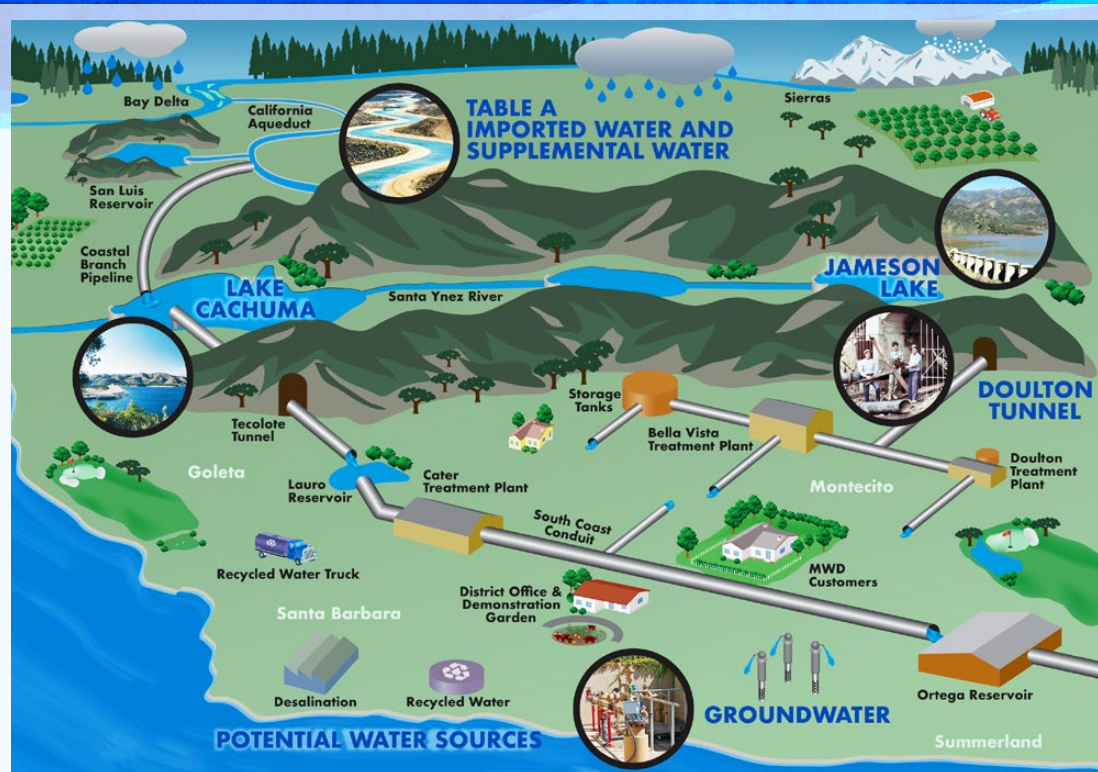 Bay Delta
California
Aqueduct
TABLE A
IMPORTED WATER AND
SUPPLEMENTAL WATER
Sierras
San Luis
Reservoir
Coastal
Branch
Pipeline
LAKE
CACHUMA
Santa Ynez River
JAMESON
LAKE
DOULTON
TUNNEL
Tecolote
Tunnel
Storage
Tanks
Bella Vista
Treatment Plant
Doulton
Treatment
Plant
Goleta
Lauro
Reservoir
Cater
Treatment Plant
Montecito
South Coast
Conduit
Recycled Water Truck
MWD
Customers
District Office &
Demonstration
Garden
Santa Barbara
Desalination
Recycled Water
Ortega Reservoir
GROUNDWATER
POTENTIAL WATER SOURCES
Summerland